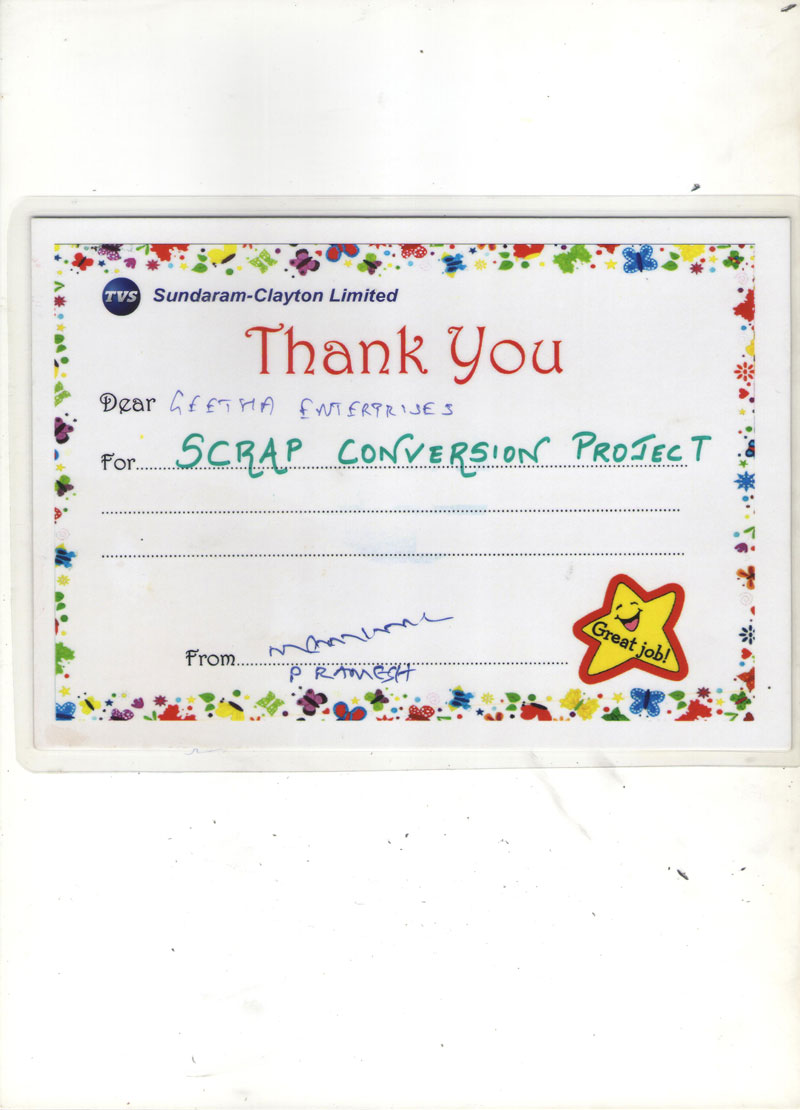 TVS Sundaram-Clayton Limited
Thank You
Dear GEETHA ENTERPRISES
For SCRAP CONVERSION PROJECT
Great job!
From
P RAMESH